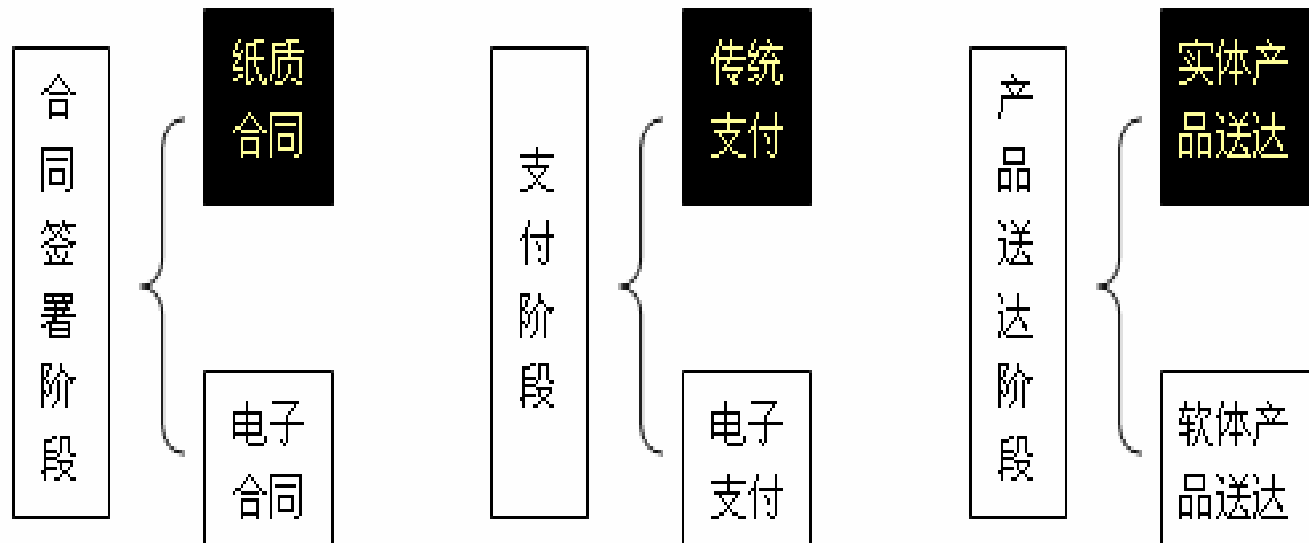 合同签署阶段
纸质
合同
电子
合同
支付阶段
传统
支付
电子
支付
产品送达阶段
实体产
品送达
软体产
品送达